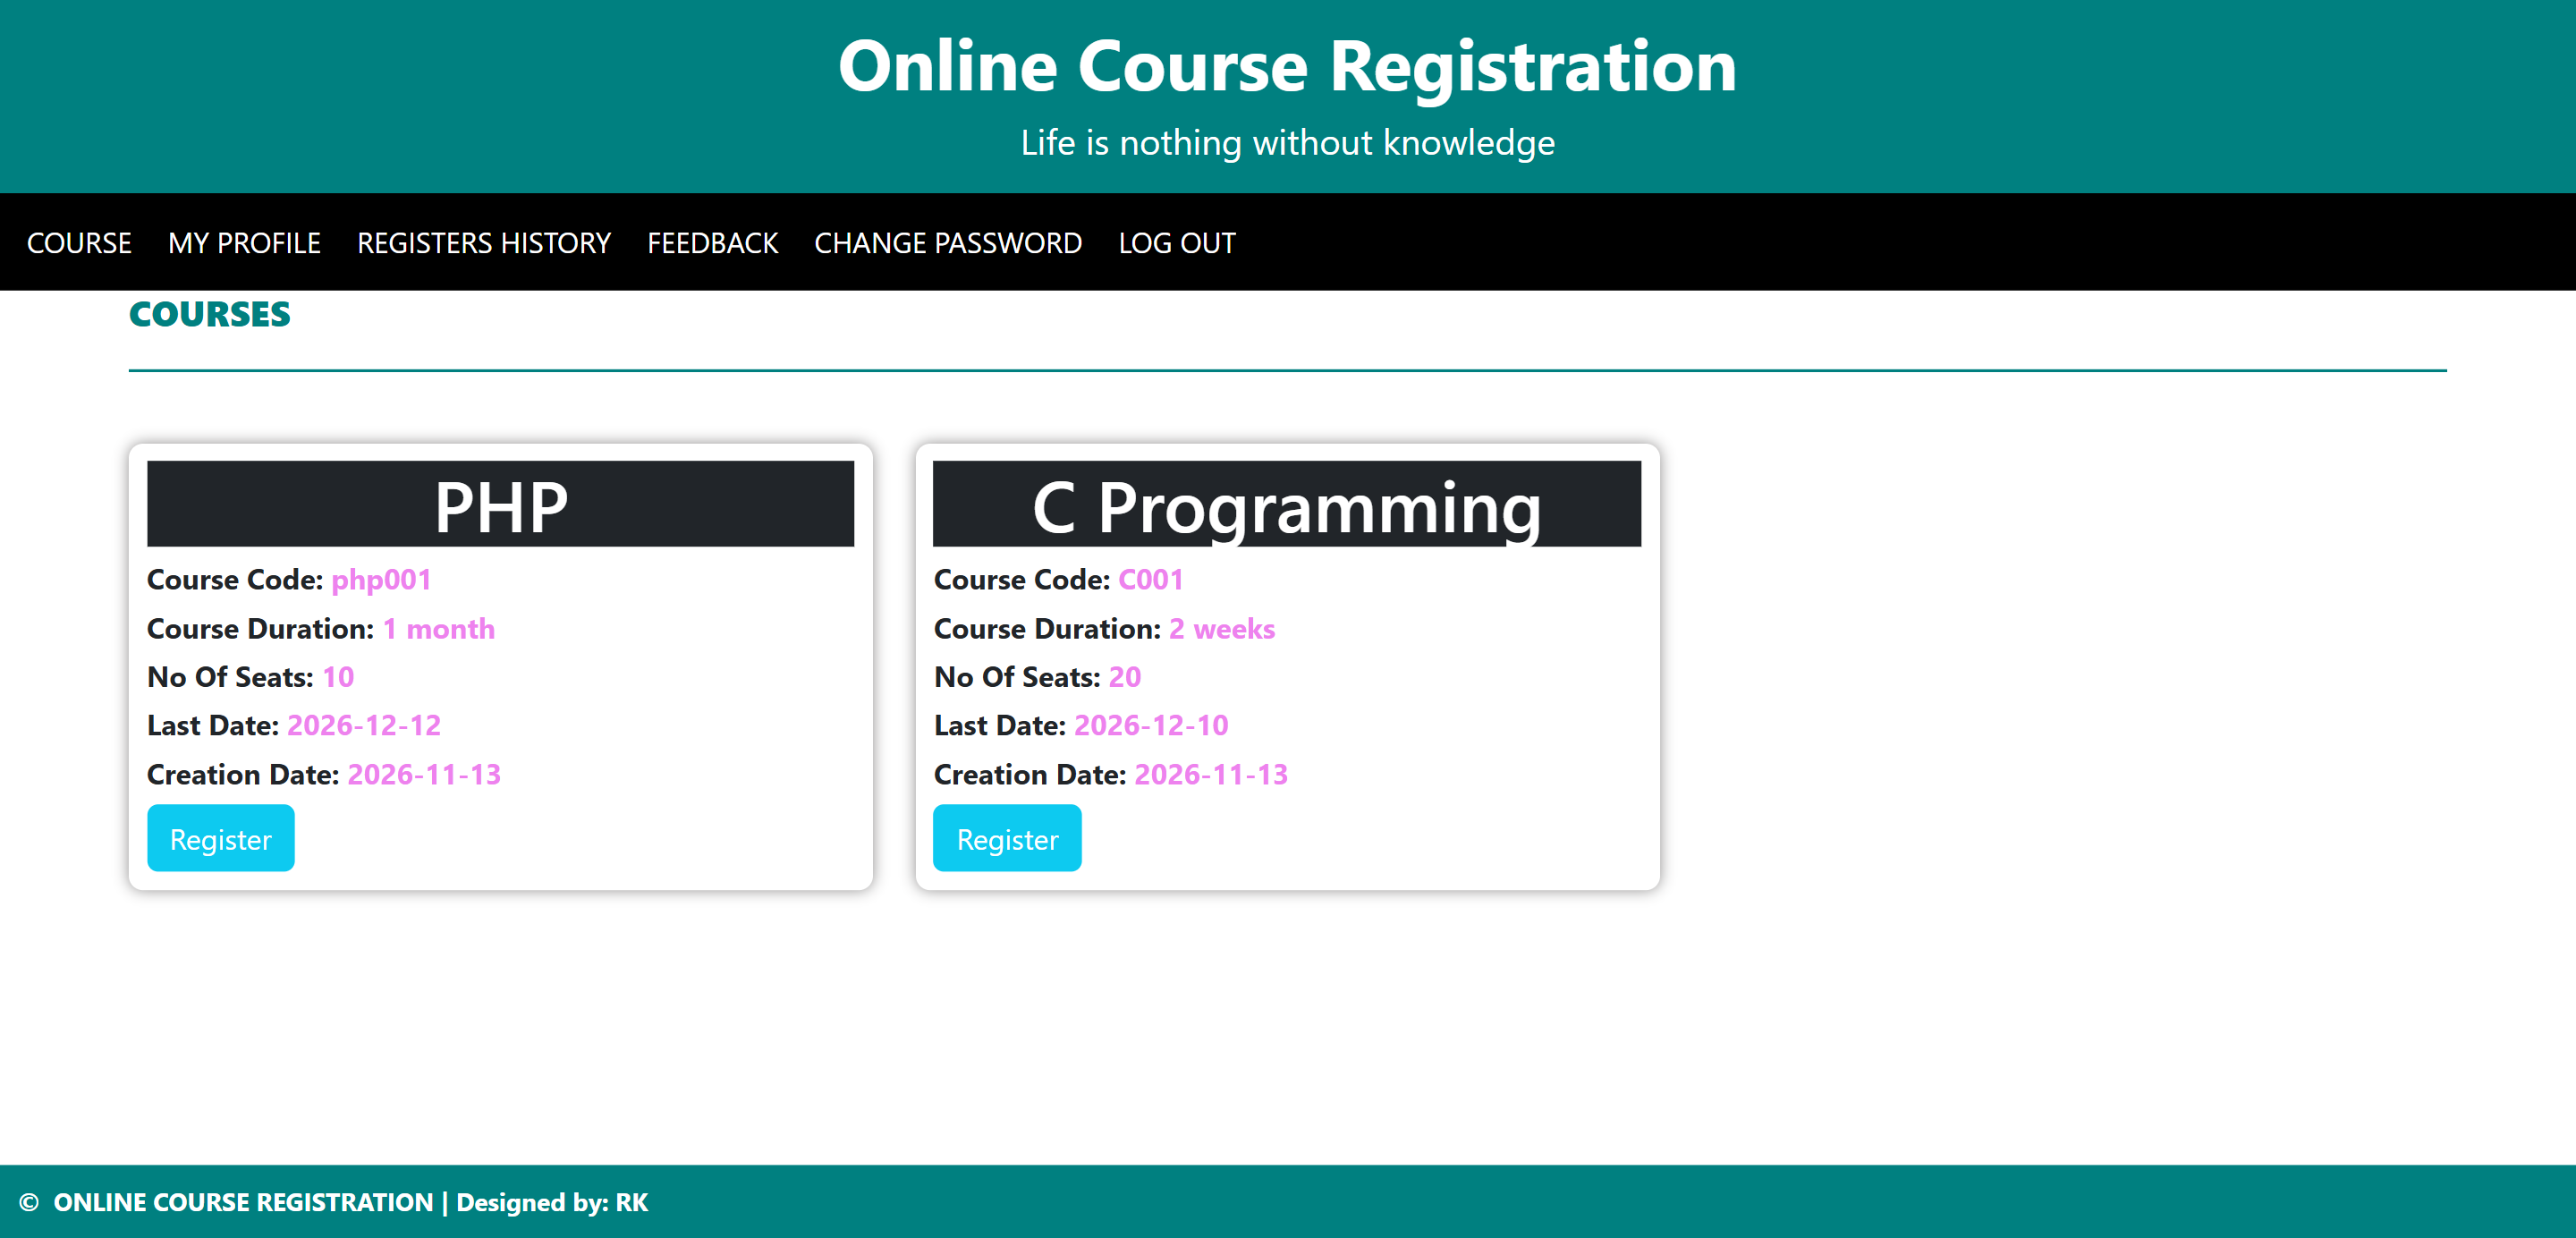 Online Course Registration
Life is nothing without knowledge
COURSE MY PROFILE REGISTERS HISTORY FEEDBACK CHANGE PASSWORD LOG OUT
COURSES
PHP
Course Code: php001
Course Duration: 1 month
No Of Seats: 10
Last Date: 2026-12-12
Creation Date: 2026-11-13
Register
C Programming
Course Code: C001
Course Duration: 2 weeks
No Of Seats: 20
Last Date: 2026-12-10
Creation Date: 2026-11-13
Register
© ONLINE COURSE REGISTRATION | Designed by: RK